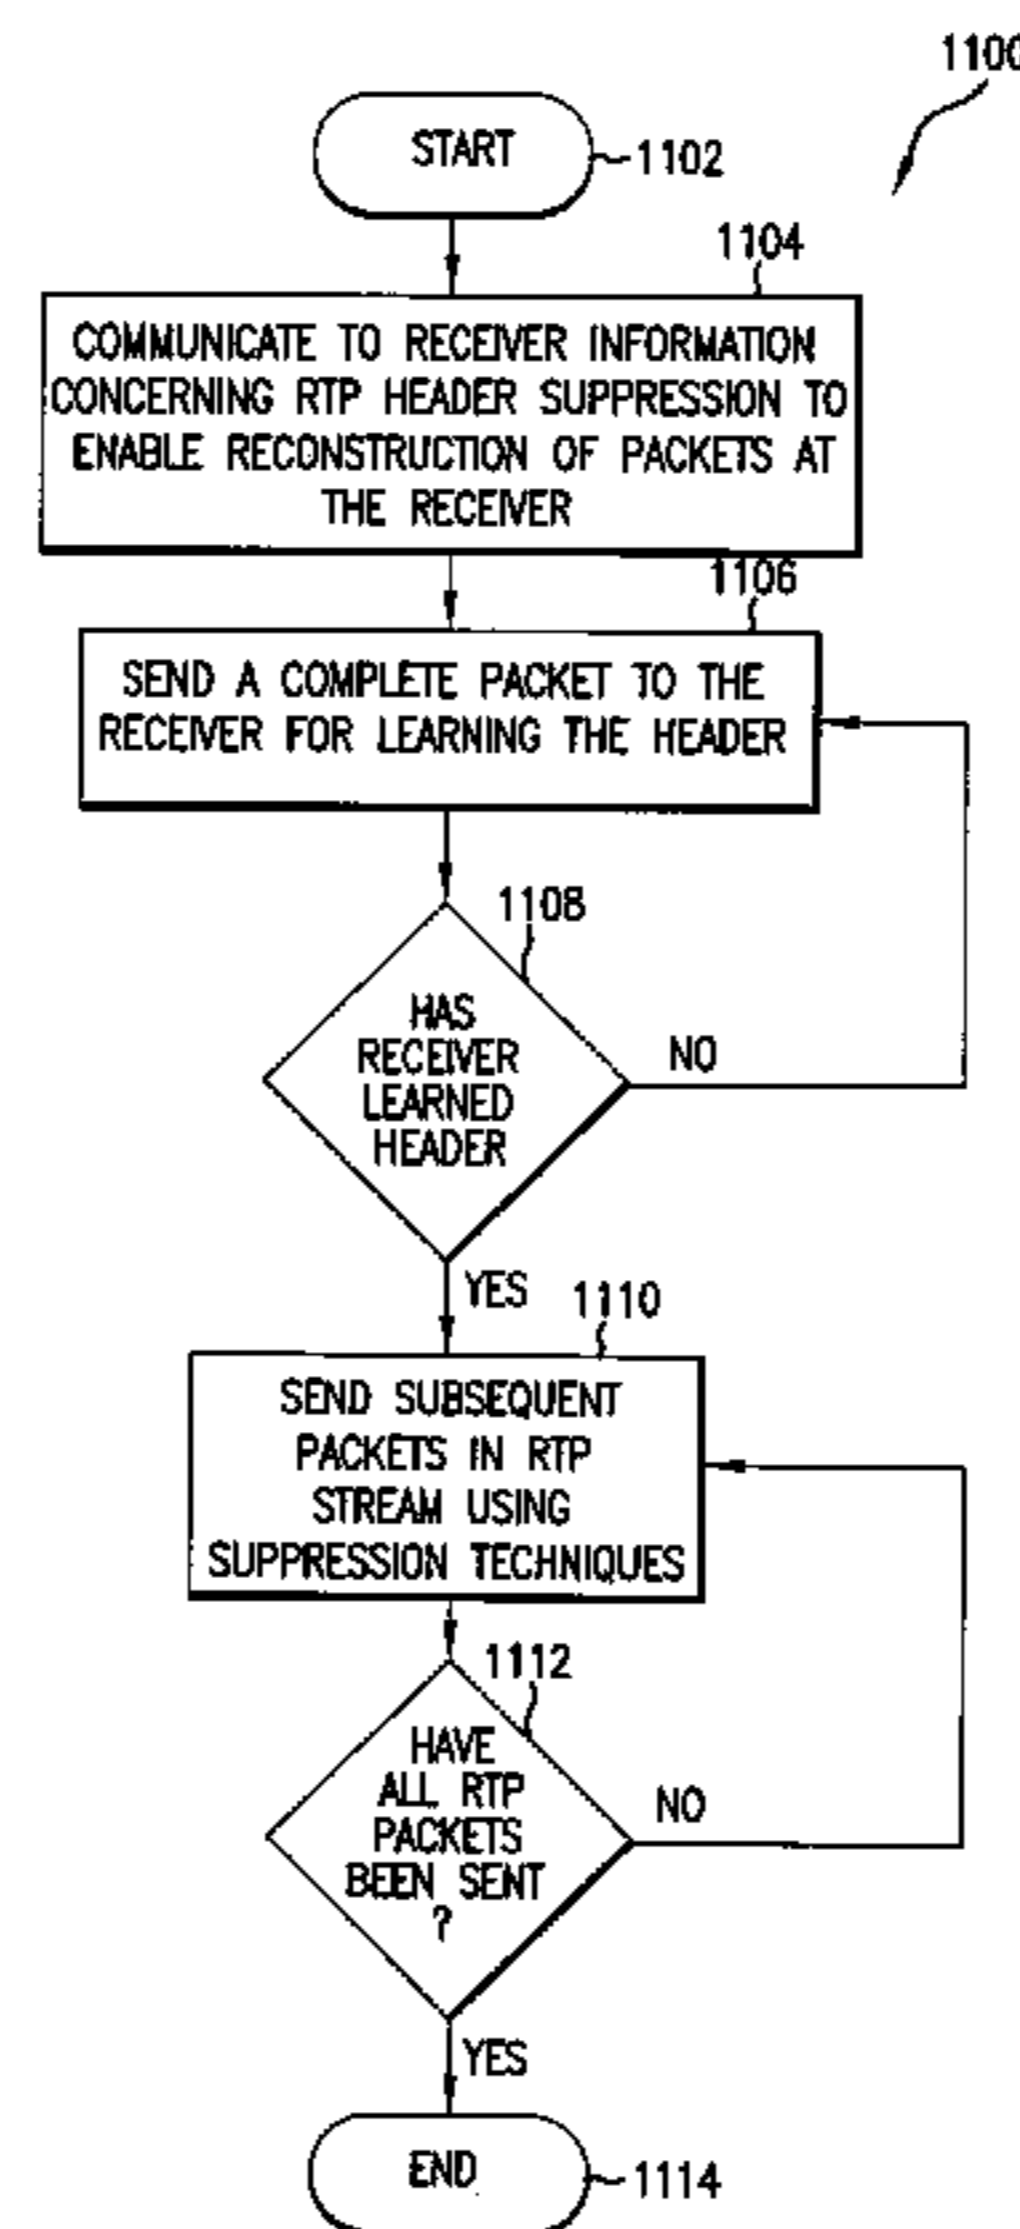 1100
START
1102
1104
COMMUNICATE TO RECEIVER INFORMATION
CONCERNING RTP HEADER SUPPRESSION TO
ENABLE RECONSTRUCTION OF PACKETS AT
THE RECEIVER
1106
SEND A COMPLETE PACKET TO THE
RECEIVER FOR LEARNING THE HEADER
1108
HAS
RECEIVER
LEARNED
HEADER
NO
YES
1110
SEND SUBSEQUENT
PACKETS IN RTP
STREAM USING
SUPPRESSION TECHNIQUES
1112
HAVE
ALL RTP
PACKETS
BEEN SENT
?
NO
YES
END
1114